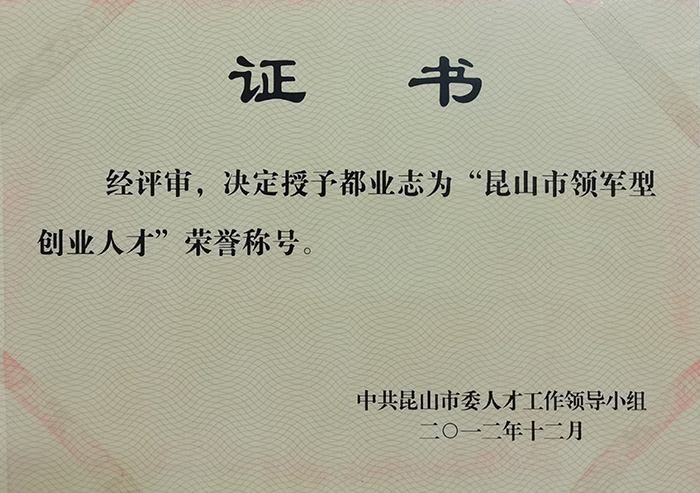 证 书
经评审，决定授予都业志为“昆山市领军型
创业人才”荣誉称号。
中共昆山市委人才工作领导小组
二〇一二年十二月